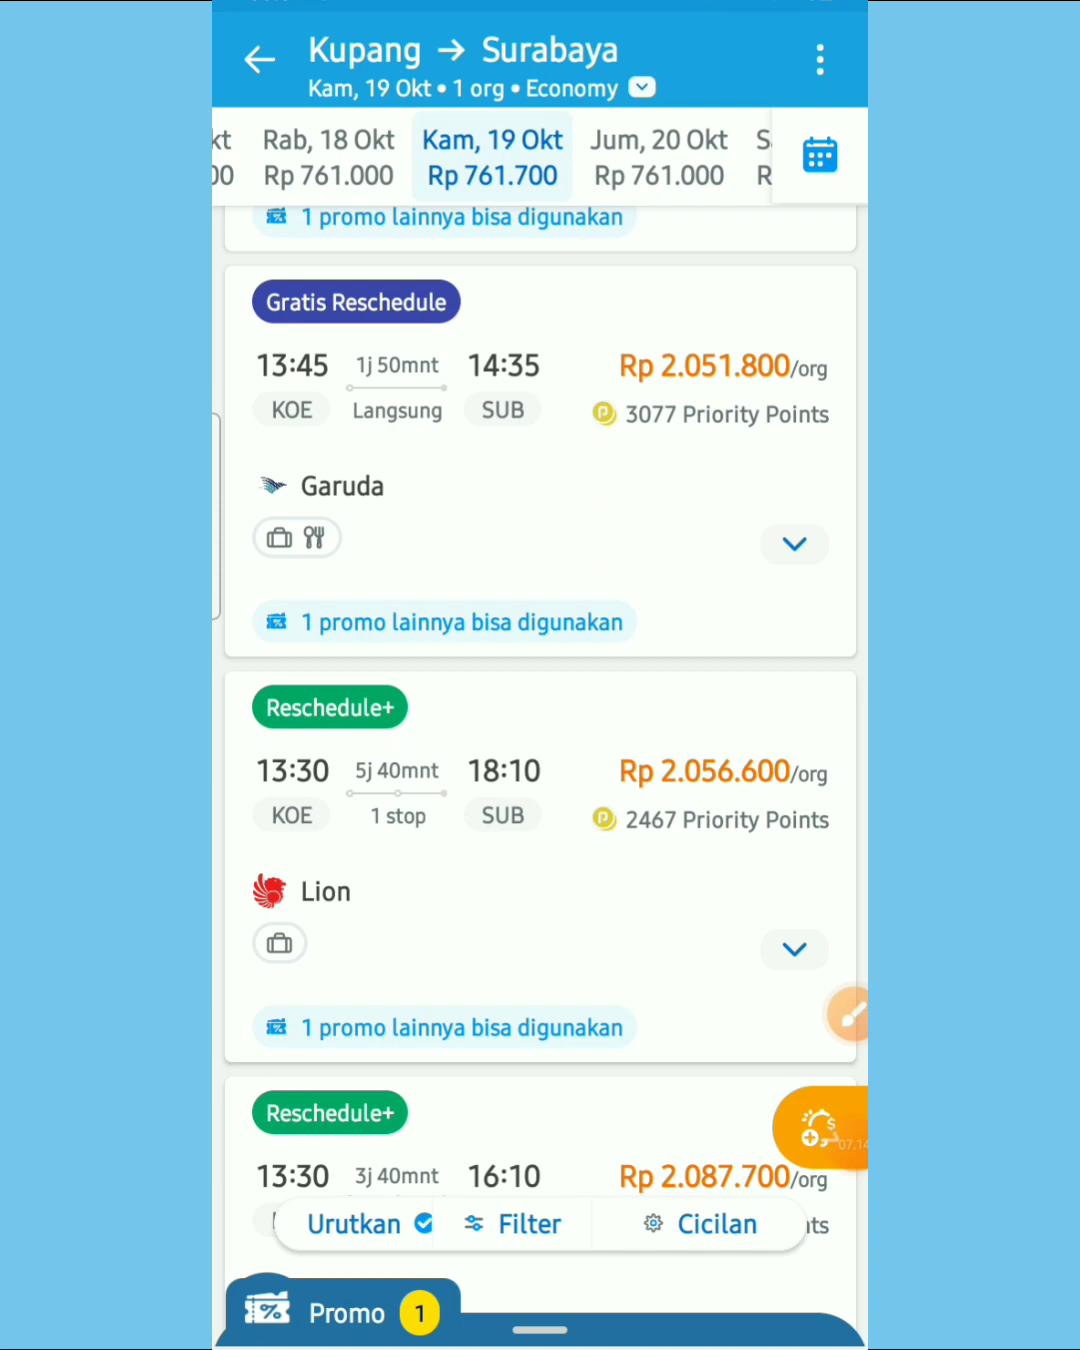 Kupang → Surabaya
Kam, 19 Okt • 1 org • Economy
kt Rab, 18 Okt Kam, 19 Okt Jum, 20 Okt S
00 Rp 761.000 Rp 761.700 Rp 761.000 R
1 promo lainnya bisa digunakan
Gratis Reschedule
13:45 1j 50mnt 14:35 Rp 2.051.800/org
KOE Langsung SUB 3077 Priority Points
Garuda
1 promo lainnya bisa digunakan
Reschedule+
13:30 5j 40mnt 18:10 Rp 2.056.600/org
KOE 1 stop SUB 2467 Priority Points
Lion
1 promo lainnya bisa digunakan
Reschedule+
07.14
13:30 3j 40mnt 16:10 Rp 2.087.700/org
Urutkan Filter Cicilan nts
Promo 1